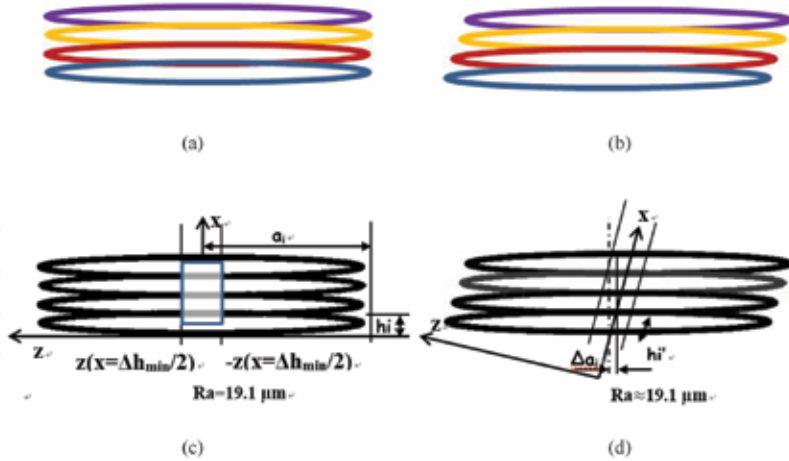 (a)
(b)
x
aᵢ
hi
z
z(x=Δhmin/2) -z(x=Δhmin/2)
Ra=19.1 μm
(c)
x
z
hi'
Δaᵢ
Ra≈19.1 μm
(d)